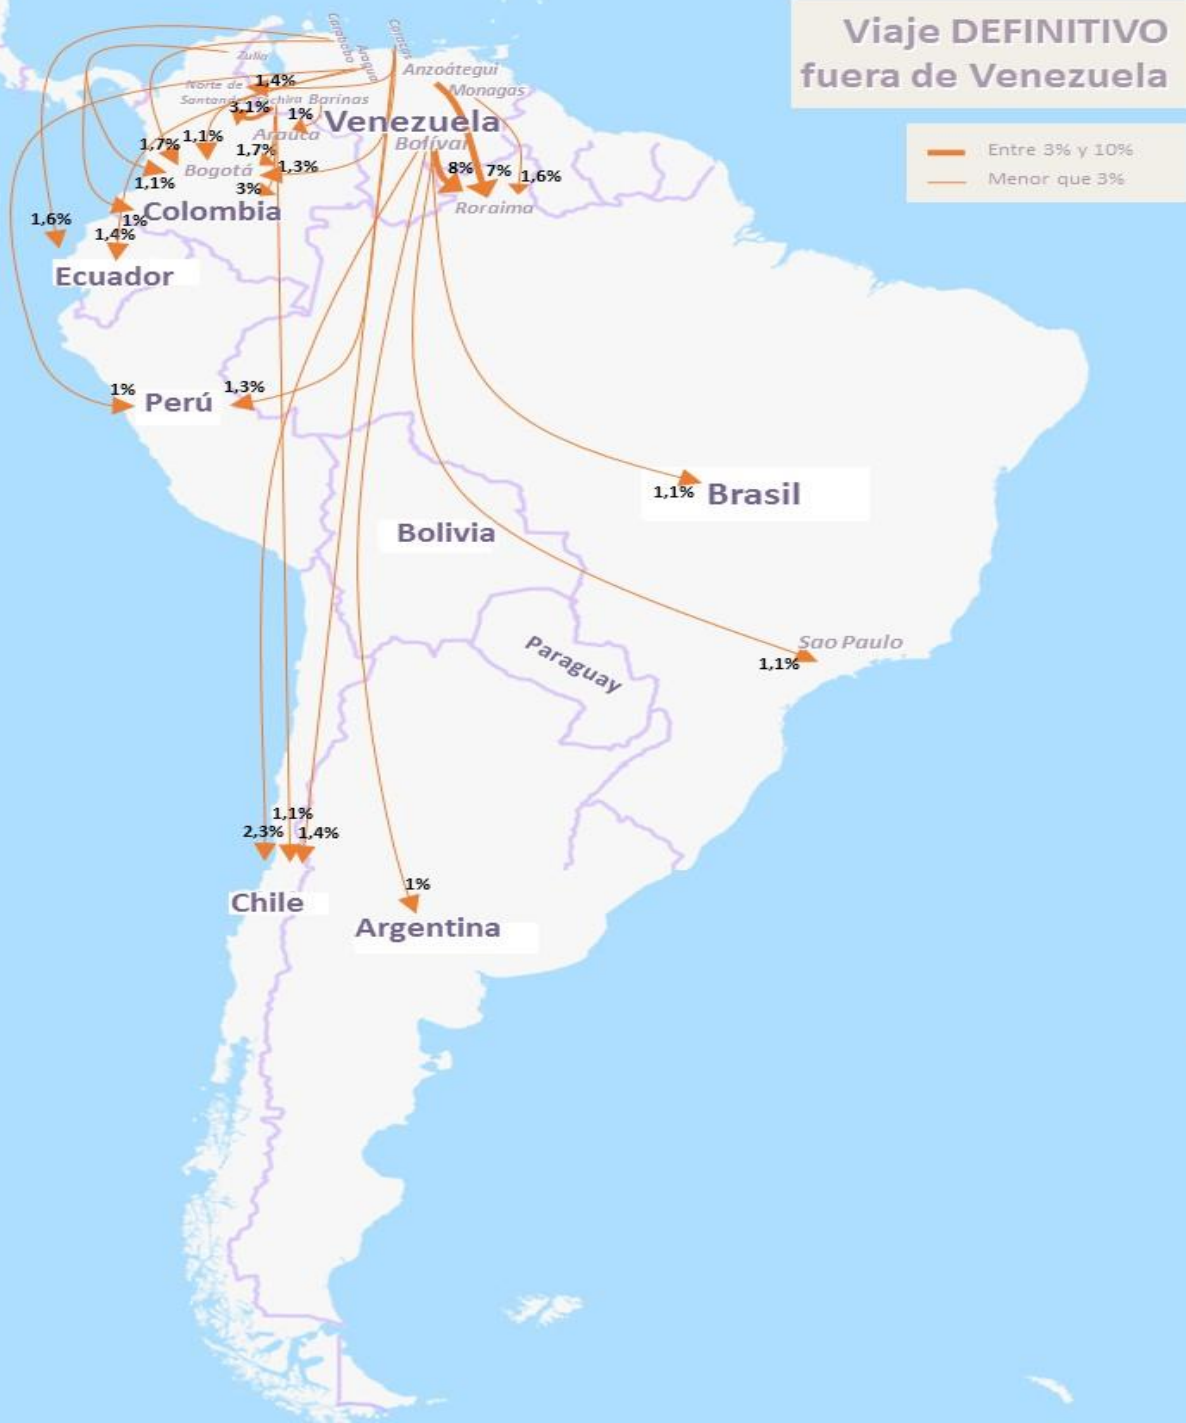 Viaje DEFINITIVO
fuera de Venezuela
Entre 3% y 10%
Menor que 3%
Carabobo
Aragua
Caracas
Zulia
Anzoátegui
Monagas
1,4%
Norte de
Barinas
3,1%
1%
Venezuela
Arauca
Bolívar
1,7%
1,1%
1,7%
1,3%
8%
7%
1,6%
Bogotá
1,1%
3%
Roraima
Colombia
1,6%
1%
1,4%
Ecuador
1%
1,3%
Perú
1,1%
Brasil
Bolivia
Sao Paulo
1,1%
Paraguay
1,1%
2,3%
1,4%
1%
Chile
Argentina